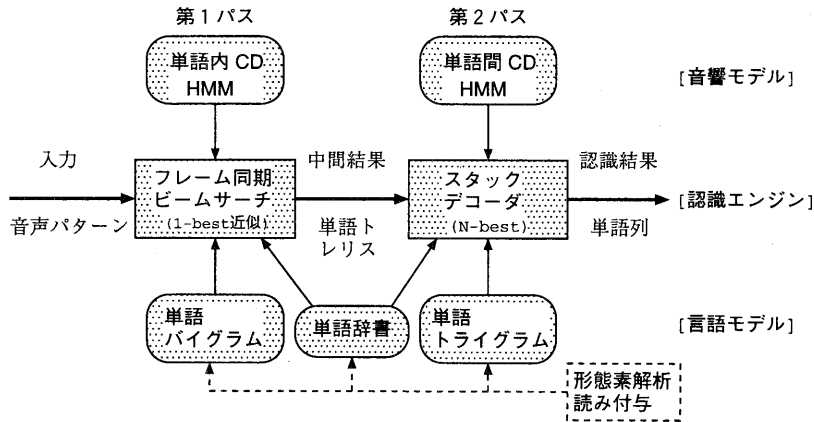 第1パス
第2パス
単語内 CD
HMM
単語間 CD
HMM
[音響モデル]
入力
音声パターン
フレーム同期
ビームサーチ
(1-best近似)
中間結果
単語ト
レリス
スタック
デコーダ
(N-best)
認識結果
単語列
[認識エンジン]
単語
バイグラム
単語辞書
単語
トライグラム
[言語モデル]
形態素解析
読み付与